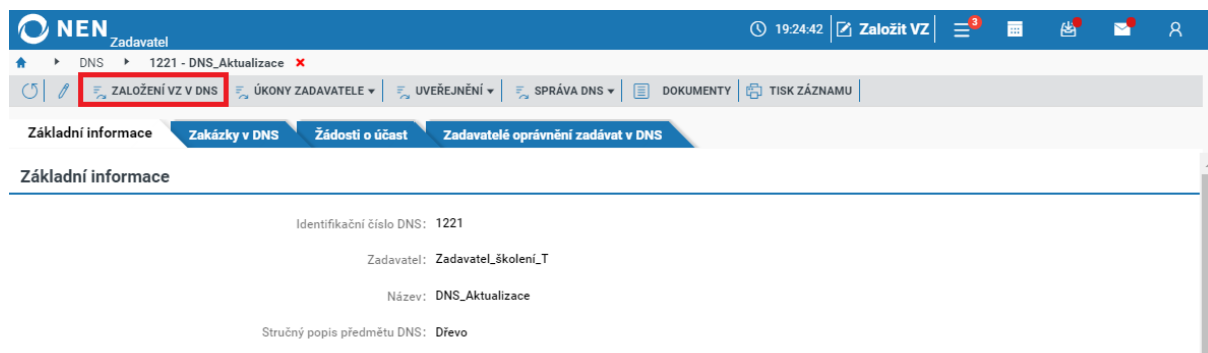 NEN Zadavatel 19:24:42 Založit VZ 3
DNS 1221 - DNS_Aktualizace
ZALOŽENÍ VZ V DNS ÚKONY ZADAVATELE UVEŘEJNĚNÍ SPRÁVA DNS DOKUMENTY TISK ZÁZNAMU
Základní informace Zakázky v DNS Žádosti o účast Zadavatelé oprávnění zadávat v DNS
Základní informace
Identifikační číslo DNS: 1221
Zadavatel: Zadavatel_školení_T
Název: DNS_Aktualizace
Stručný popis předmětu DNS: Dřevo